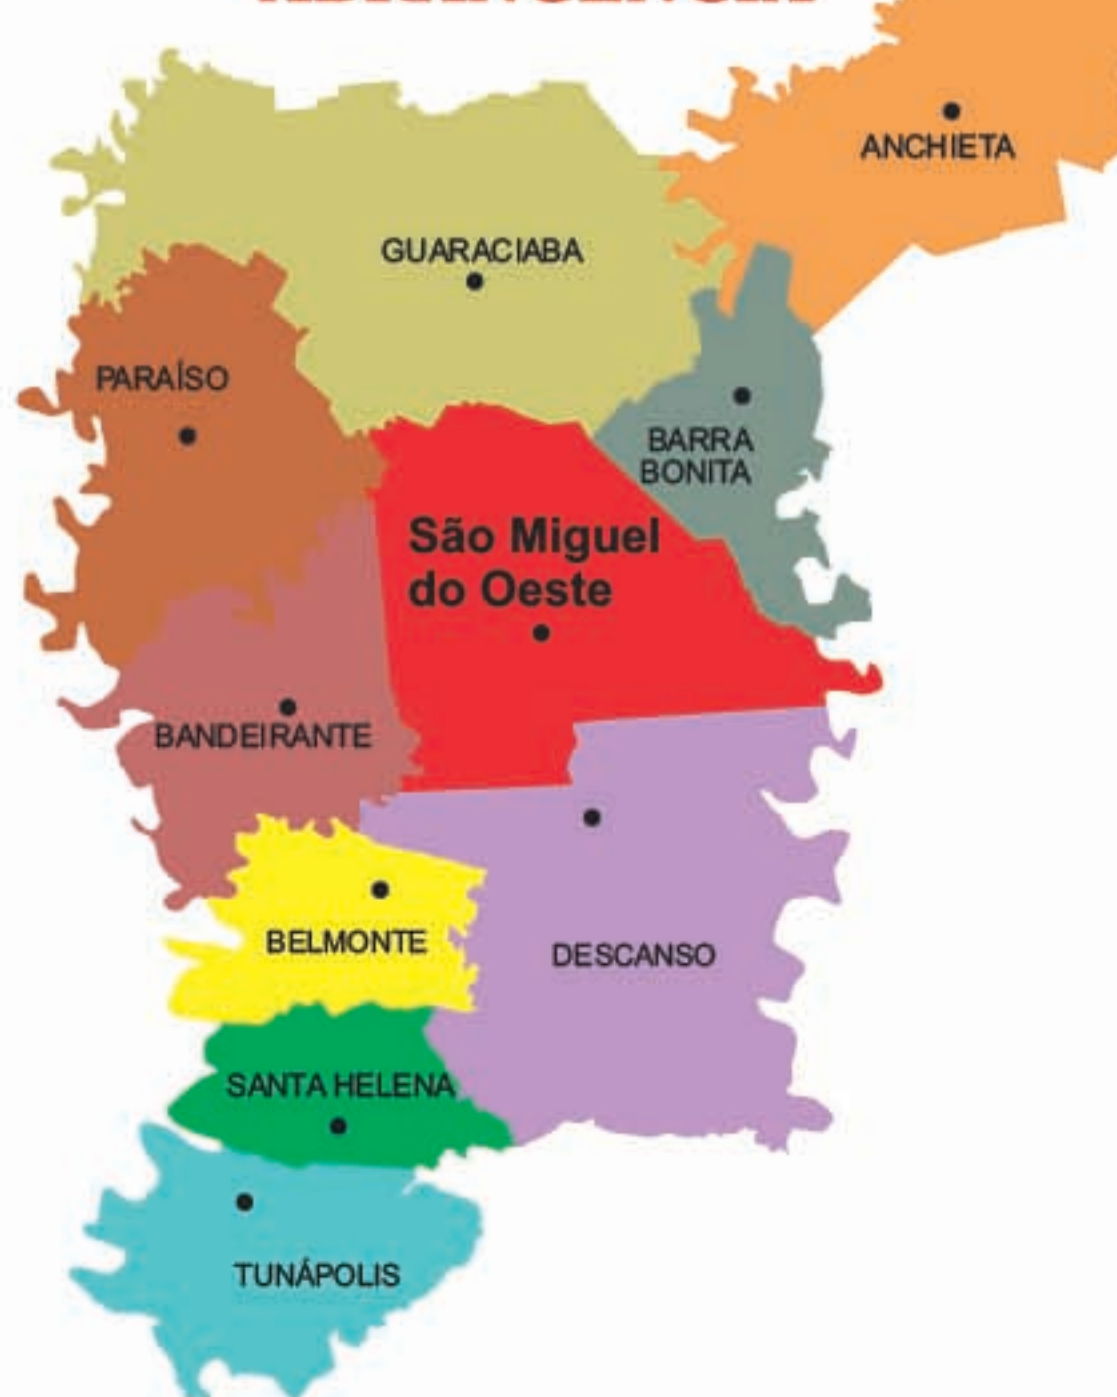 ANCHIETA
GUARACIABA
PARAÍSO
BARRA
BONITA
São Miguel
do Oeste
BANDEIRANTE
BELMONTE
DESCANSO
SANTA HELENA
TUNÁPOLIS